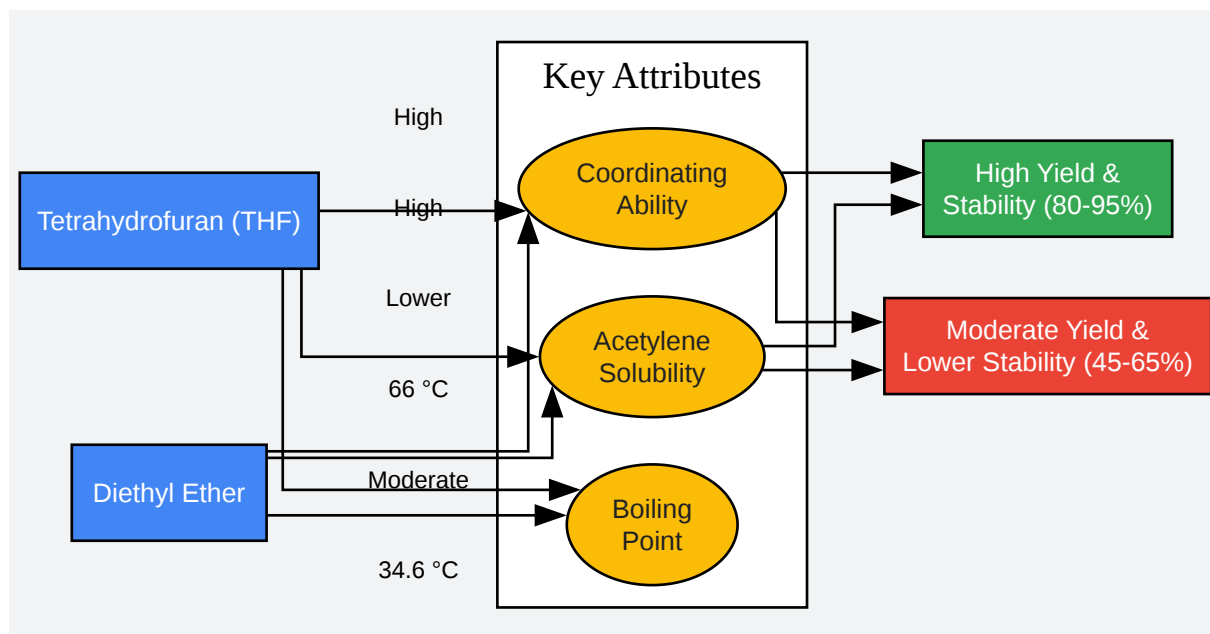 Key Attributes
High
Coordinating
Ability
High Yield &
Stability (80-95%)
Tetrahydrofuran (THF)
High
Lower
Acetylene
Solubility
Moderate Yield &
Lower Stability (45-65%)
66 °C
Moderate
Diethyl Ether
Boiling
Point
34.6 °C